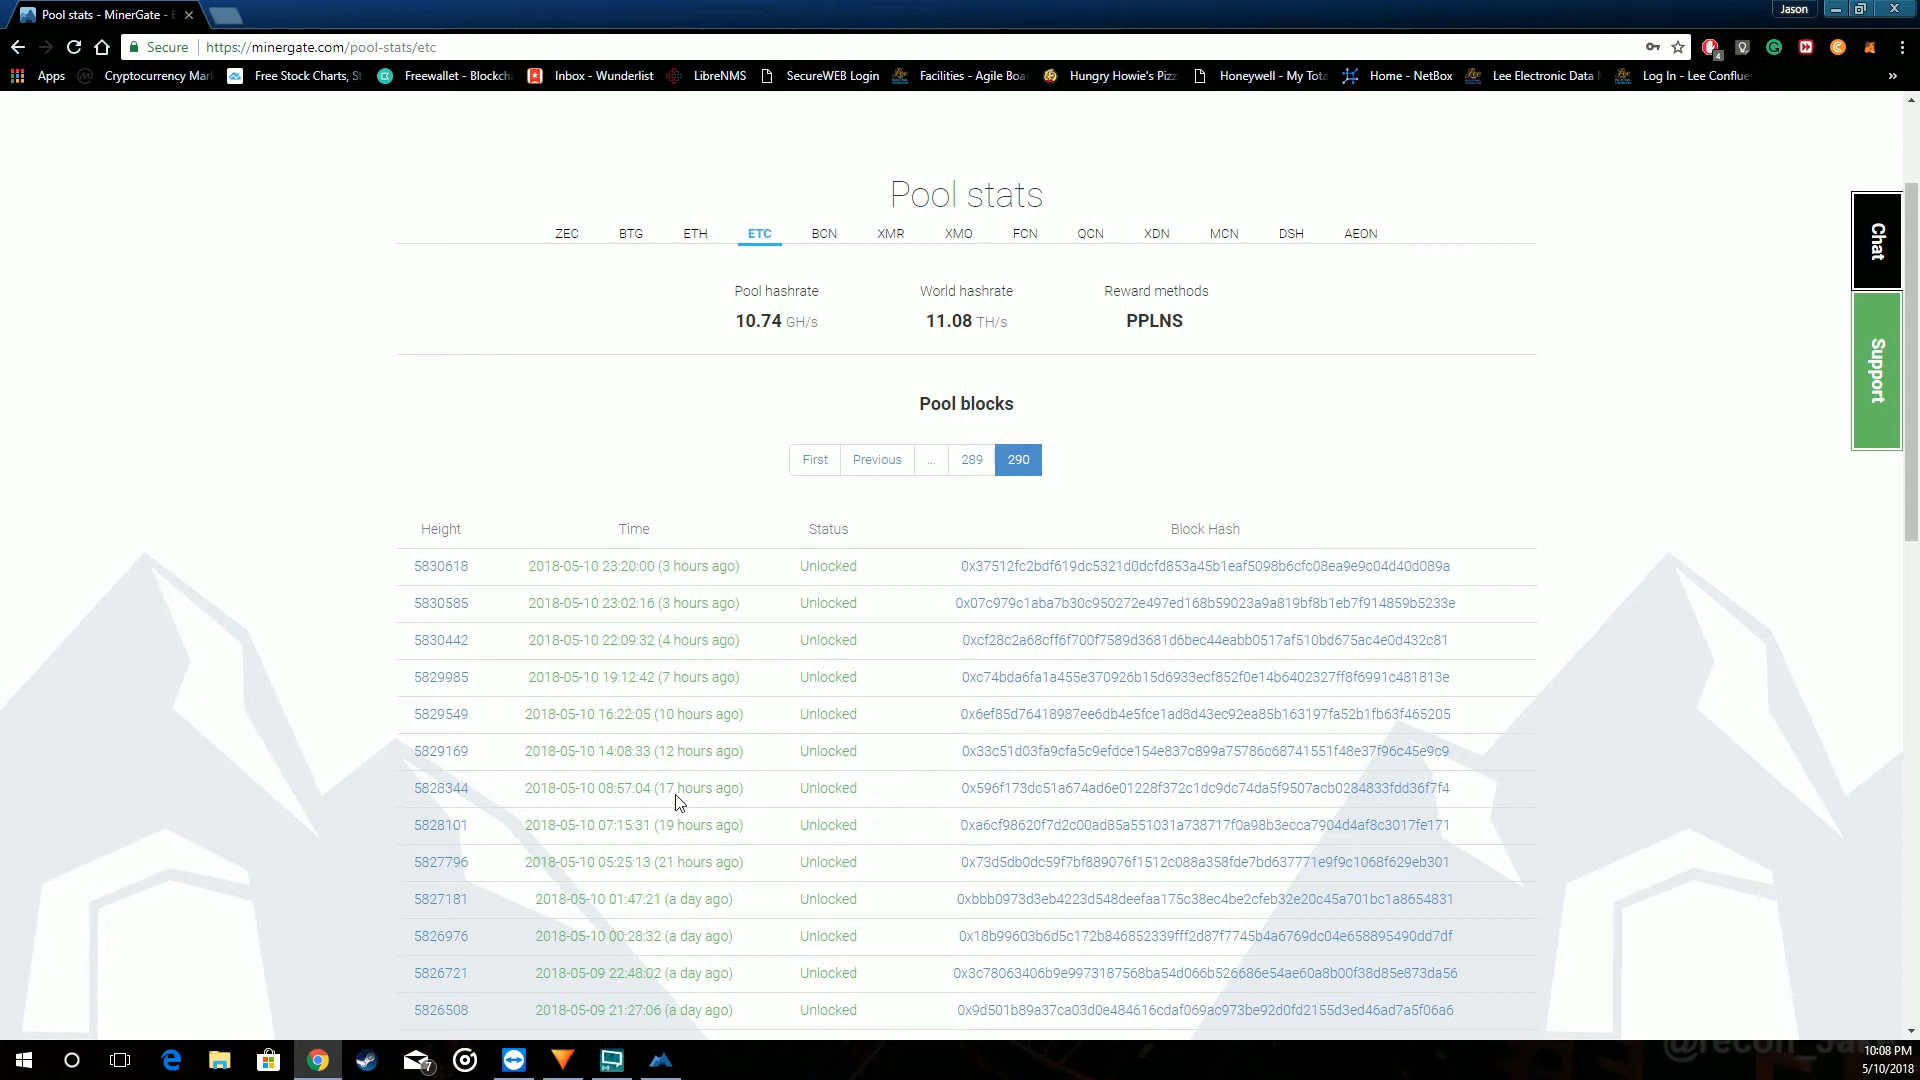 Pool stats - MinerGate -
Jason
Secure https://minergate.com/pool-stats/etc
4
Apps Cryptocurrency Mar Free Stock Charts, S Freewallet - Blockch Inbox - Wunderlist LibreNMS SecureWEB Login Facilities - Agile Boa Hungry Howie's Pizz Honeywell - My Tota Home - NetBox Lee Electronic Data Log In - Lee Conflue »
Pool stats
ZEC BTG ETH ETC BCN XMR XMO FCN QCN XDN MCN DSH AEON
Pool hashrate World hashrate Reward methods
10.74 GH/s 11.08 TH/s PPLNS
Chat
Support
Pool blocks
First Previous ... 289 290
Height Time Status Block Hash
5830618 2018-05-10 23:20:00 (3 hours ago) Unlocked 0x37512fc2bdf619dc5321d0dcfd853a45b1eaf5098b6cfc08ea9e9c04d40d089a
5830585 2018-05-10 23:02:16 (3 hours ago) Unlocked 0x07c979c1aba7b30c950272e497ed168b59023a9a819bf8b1eb7f914859b5233e
5830442 2018-05-10 22:09:32 (4 hours ago) Unlocked 0xcf28c2a68cff6f700f7589d3681d6bec44eabb0517af510bd675ac4e0d432c81
5829985 2018-05-10 19:12:42 (7 hours ago) Unlocked 0xc74bda6fa1a455e370926b15d6933ecf852f0e14b6402327ff8f6991c481813e
5829549 2018-05-10 16:22:05 (10 hours ago) Unlocked 0x6ef85d76418987ee6db4e5fce1ad8d43ec92ea85b163197fa52b1fb63f465205
5829169 2018-05-10 14:08:33 (12 hours ago) Unlocked 0x33c51d03fa9cfa5c9efdce154e837c899a75786c68741551f48e37f96c45e9c9
5828344 2018-05-10 08:57:04 (17 hours ago) Unlocked 0x596f173dc51a674ad6e01228f372c1dc9dc74da5f9507acb0284833fdd36f7f4
5828101 2018-05-10 07:15:31 (19 hours ago) Unlocked 0xa6cf98620f7d2c00ad85a551031a738717f0a98b3ecca7904d4af8c3017fe171
5827796 2018-05-10 05:25:13 (21 hours ago) Unlocked 0x73d5db0dc59f7bf889076f1512c088a358fde7bd637771e9f9c1068f629eb301
5827181 2018-05-10 01:47:21 (a day ago) Unlocked 0xbbb0973d3eb4223d548deefaa175c38ec4be2cfeb32e20c45a701bc1a8654831
5826976 2018-05-10 00:28:32 (a day ago) Unlocked 0x18b99603b6d5c172b846852339fff2d87f7745b4a6769dc04e658895490dd7df
5826721 2018-05-09 22:48:02 (a day ago) Unlocked 0x3c78063406b9e9973187568ba54d066b526686e54ae60a8b00f38d85e873da56
5826508 2018-05-09 21:27:06 (a day ago) Unlocked 0x9d501b89a37ca03d0e484616cdaf069ac973be92d0fd2155d3ed46ad7a5f06a6
7
10:08 PM
5/10/2018